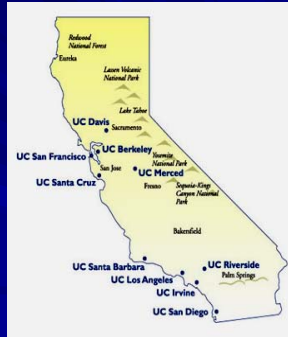 Redwood
National Forest
Eureka
Lassen Volcanic
National Park
Lake Tahoe
UC Davis
Sacramento
UC Berkeley
UC San Francisco
Yosemite
National Park
UC Merced
San Jose
UC Santa Cruz
Fresno
Sequoia-Kings
Canyon National
Park
Bakersfield
UC Santa Barbara
UC Riverside
UC Los Angeles
Palm Springs
UC Irvine
UC San Diego